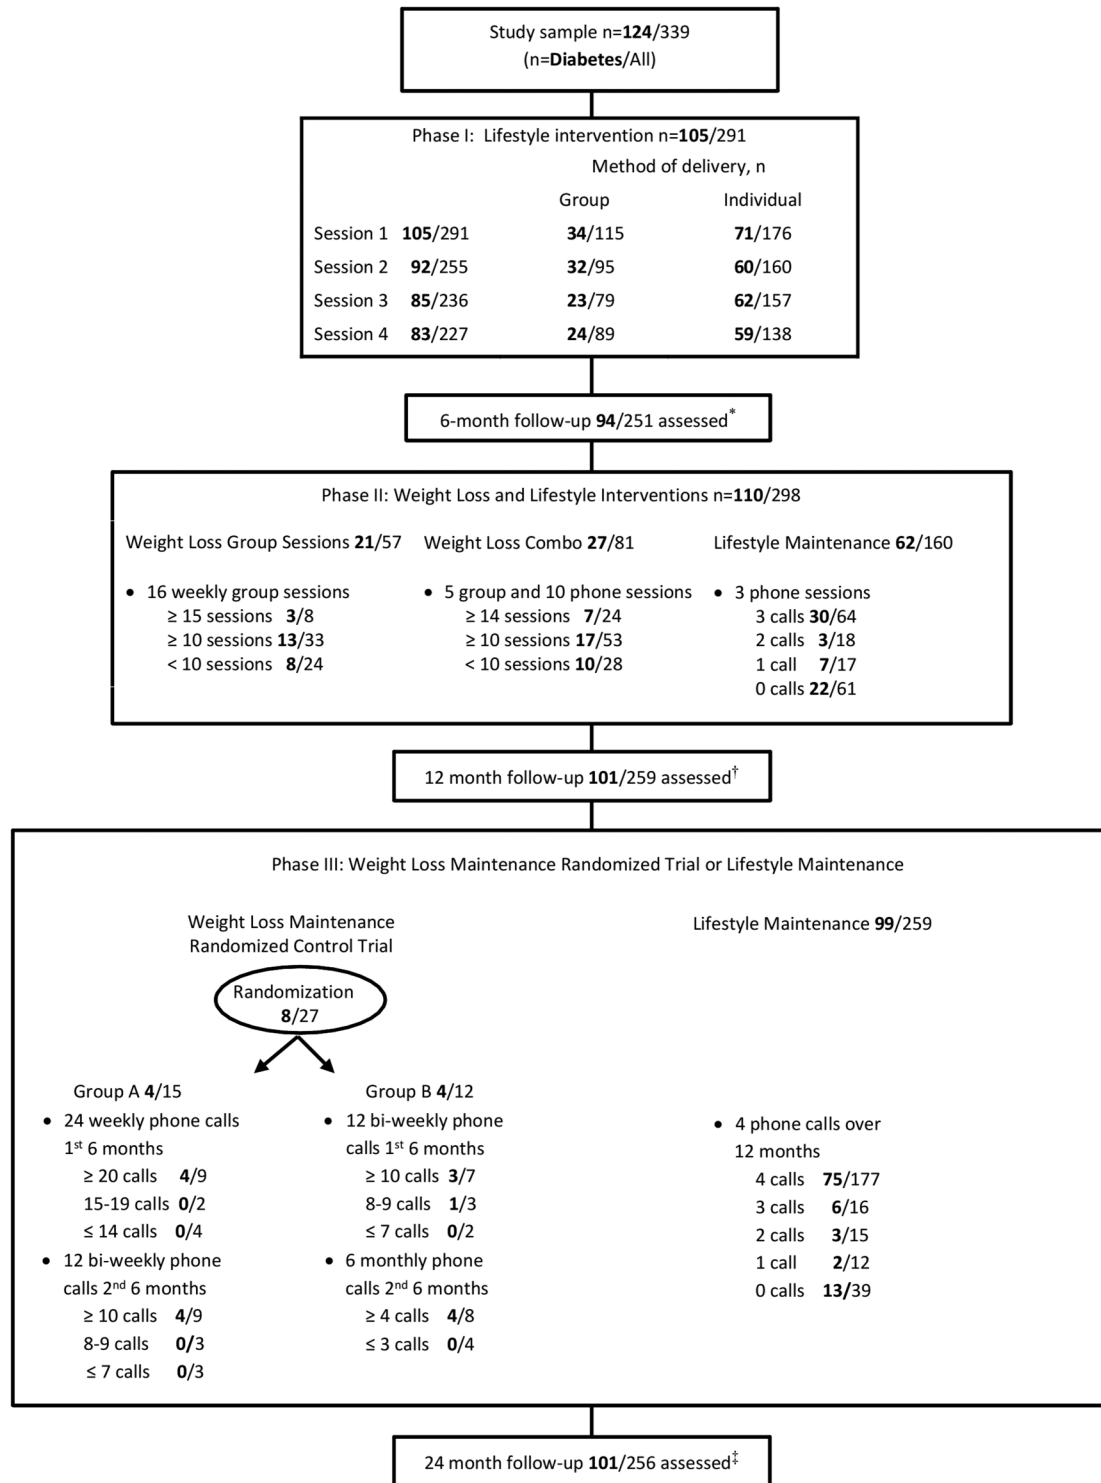 Study sample n=124/339
(n=Diabetes/All)
Phase I: Lifestyle intervention n=105/291
Method of delivery, n
Group Individual
Session 1 105/291 34/115 71/176
Session 2 92/255 32/95 60/160
Session 3 85/236 23/79 62/157
Session 4 83/227 24/89 59/138
6-month follow-up 94/251 assessed*
Phase II: Weight Loss and Lifestyle Interventions n=110/298
Weight Loss Group Sessions 21/57
• 16 weekly group sessions
≥ 15 sessions 3/8
≥ 10 sessions 13/33
< 10 sessions 8/24
Weight Loss Combo 27/81
• 5 group and 10 phone sessions
≥ 14 sessions 7/24
≥ 10 sessions 17/53
< 10 sessions 10/28
Lifestyle Maintenance 62/160
• 3 phone sessions
3 calls 30/64
2 calls 3/18
1 call 7/17
0 calls 22/61
12 month follow-up 101/259 assessed†
Phase III: Weight Loss Maintenance Randomized Trial or Lifestyle Maintenance
Weight Loss Maintenance
Randomized Control Trial
Randomization
8/27
Group A 4/15
• 24 weekly phone calls
1st 6 months
≥ 20 calls 4/9
15-19 calls 0/2
≤ 14 calls 0/4
• 12 bi-weekly phone
calls 2nd 6 months
≥ 10 calls 4/9
8-9 calls 0/3
≤ 7 calls 0/3
Group B 4/12
• 12 bi-weekly phone
calls 1st 6 months
≥ 10 calls 3/7
8-9 calls 1/3
≤ 7 calls 0/2
• 6 monthly phone
calls 2nd 6 months
≥ 4 calls 4/8
≤ 3 calls 0/4
Lifestyle Maintenance 99/259
• 4 phone calls over
12 months
4 calls 75/177
3 calls 6/16
2 calls 3/15
1 call 2/12
0 calls 13/39
24 month follow-up 101/256 assessed‡